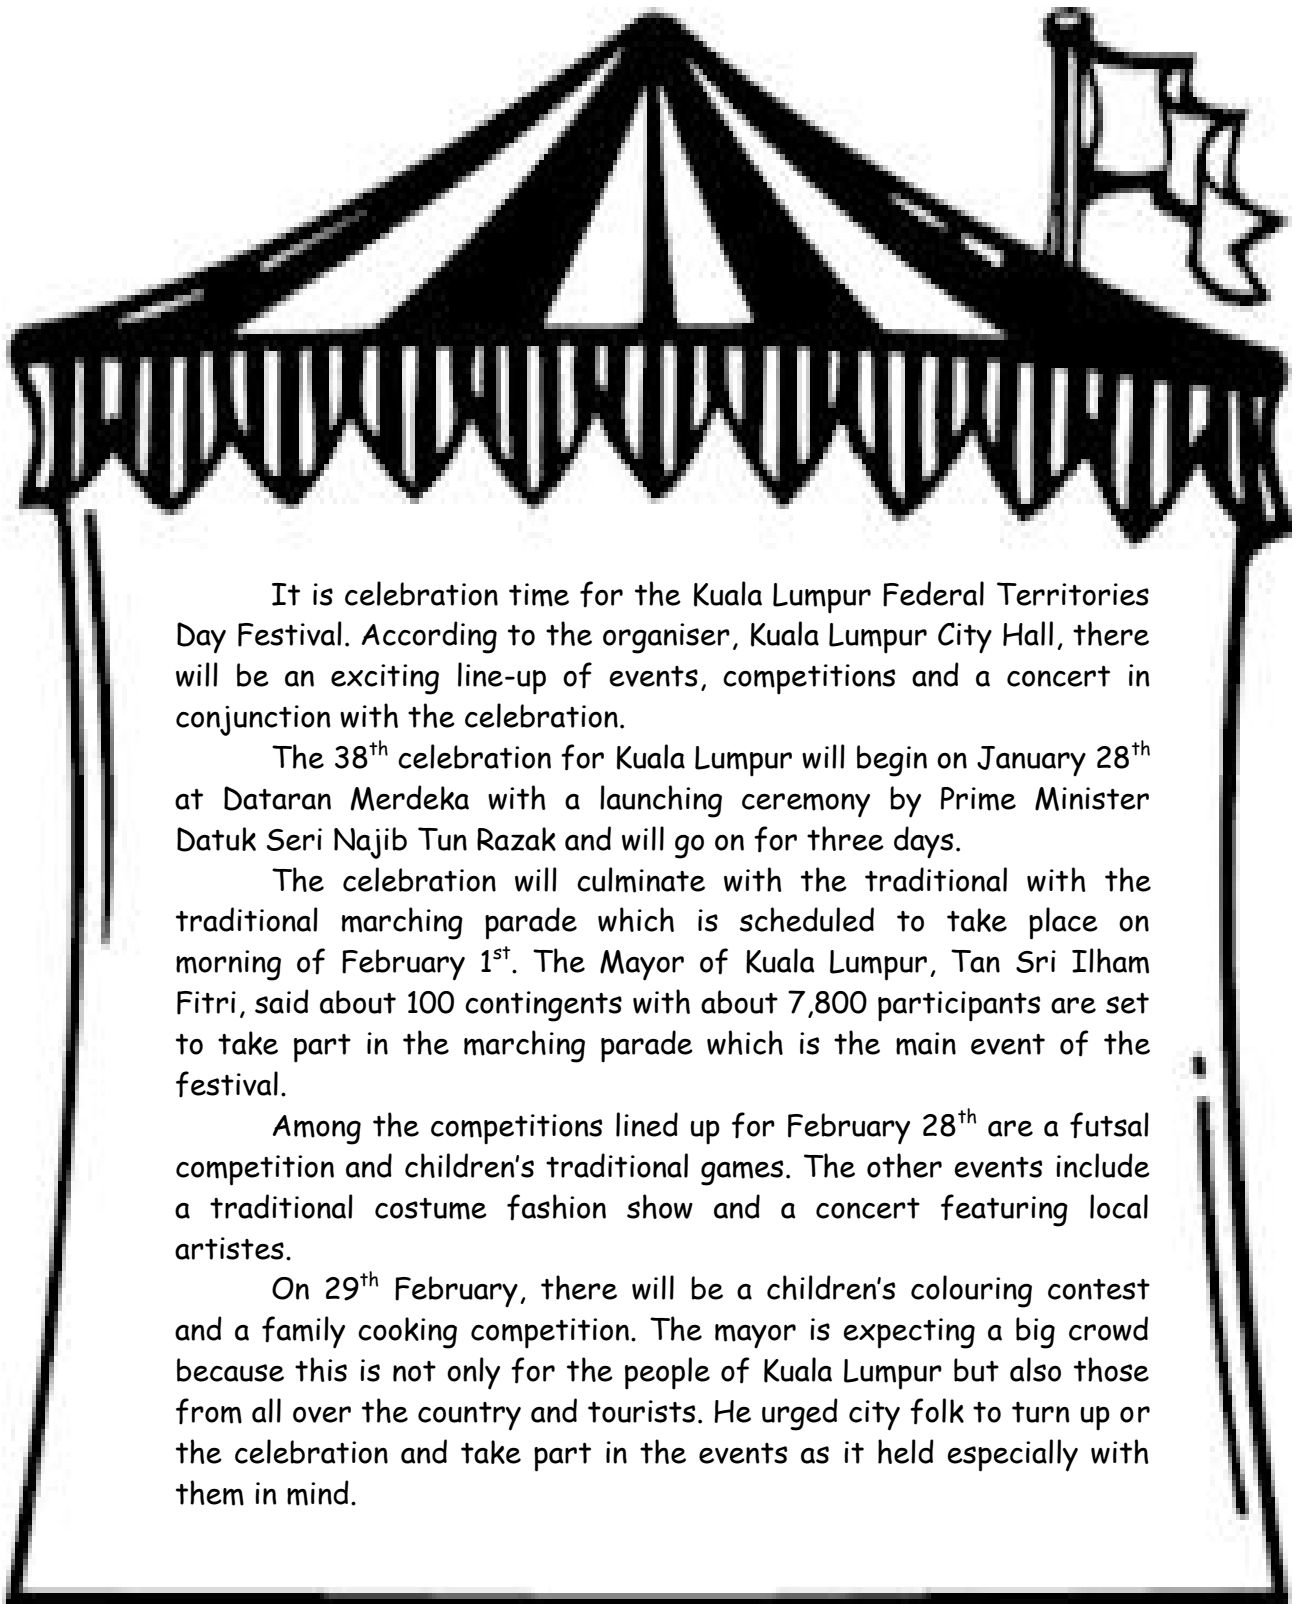 It is celebration time for the Kuala Lumpur Federal Territories
Day Festival. According to the organiser, Kuala Lumpur City Hall, there
will be an exciting line-up of events, competitions and a concert in
conjunction with the celebration.
The 38th celebration for Kuala Lumpur will begin on January 28th
at Dataran Merdeka with a launching ceremony by Prime Minister
Datuk Seri Najib Tun Razak and will go on for three days.
The celebration will culminate with the traditional with the
traditional marching parade which is scheduled to take place on
morning of February 1st. The Mayor of Kuala Lumpur, Tan Sri Ilham
Fitri, said about 100 contingents with about 7,800 participants are set
to take part in the marching parade which is the main event of the
festival.
Among the competitions lined up for February 28th are a futsal
competition and children's traditional games. The other events include
a traditional costume fashion show and a concert featuring local
artistes.
On 29th February, there will be a children's colouring contest
and a family cooking competition. The mayor is expecting a big crowd
because this is not only for the people of Kuala Lumpur but also those
from all over the country and tourists. He urged city folk to turn up or
the celebration and take part in the events as it held especially with
them in mind.